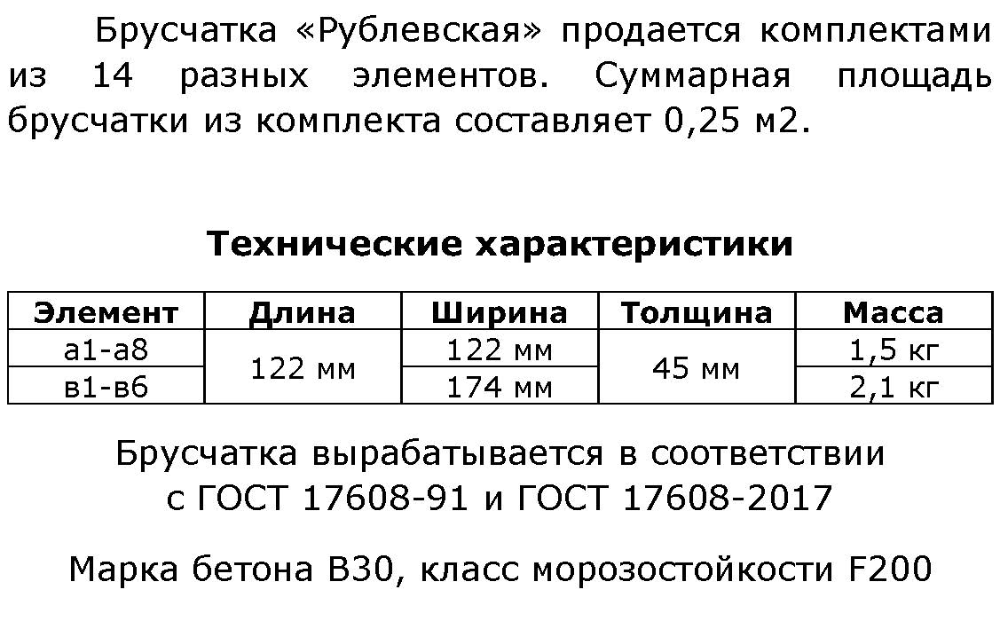 Брусчатка «Рублевская» продается комплектами
из 14 разных элементов. Суммарная площадь
брусчатки из комплекта составляет 0,25 м2.
Технические характеристики
Элемент Длина Ширина Толщина Масса
а1-а8 122 мм 122 мм 45 мм 1,5 кг
в1-в6 174 мм 2,1 кг
Брусчатка вырабатывается в соответствии
с ГОСТ 17608-91 и ГОСТ 17608-2017
Марка бетона В30, класс морозостойкости F200